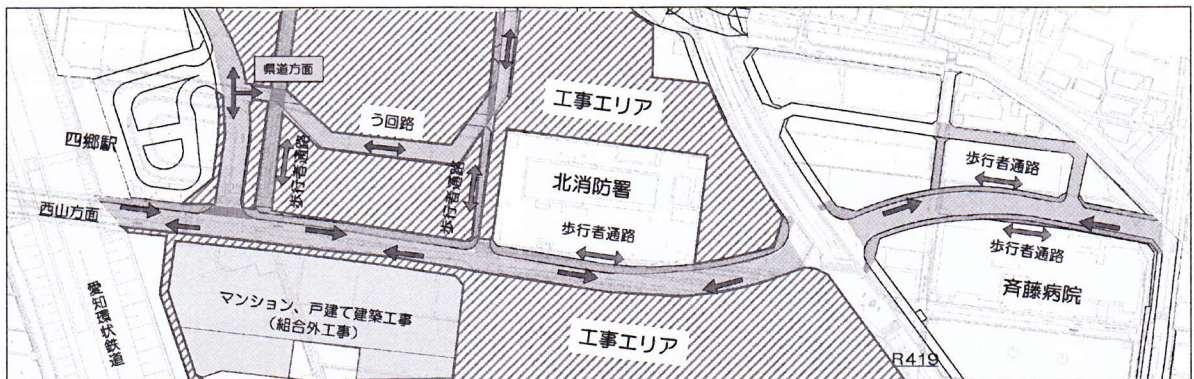 県道方面
四郷駅
う回路
工事エリア
歩行者通路
歩行者通路
北消防署
歩行者通路
歩行者通路
歩行者通路
西山方面
斉藤病院
愛知環状鉄道
マンション、戸建て建築工事
(組合外工事)
工事エリア
R419